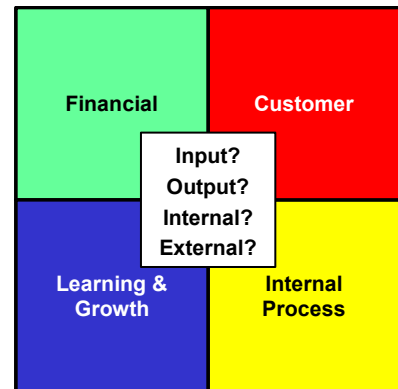 Financial
Customer
Input?
Output?
Internal?
External?
Learning &
Growth
Internal
Process